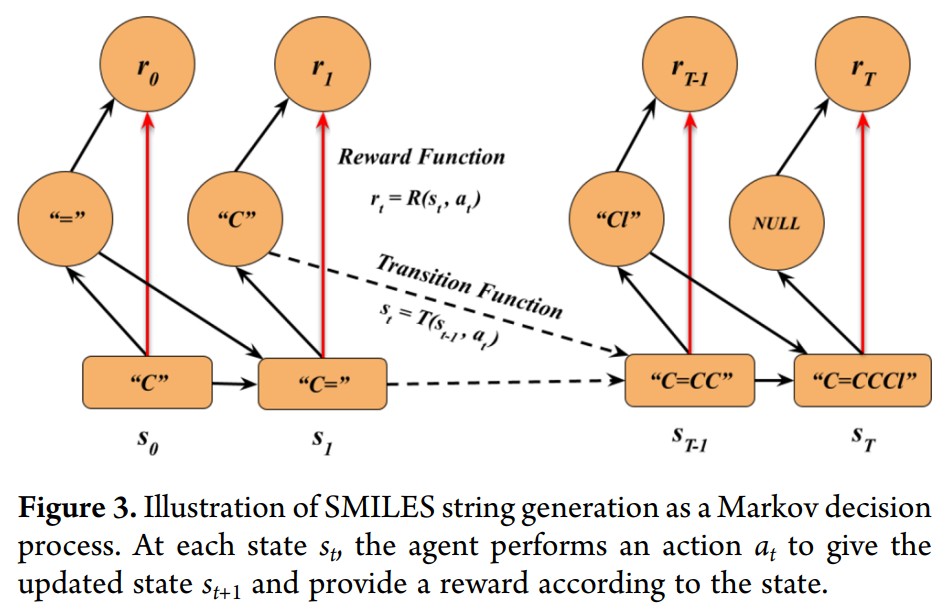 r0 r1 rT-1 rT
Reward Function
rt = R(st, at)
“=” “C” “Cl” NULL
Transition Function
st = T(st-1, at)
“C” “C=” “C=CC” “C=CCCl”
s0 s1 sT-1 sT
Figure 3. Illustration of SMILES string generation as a Markov decision
process. At each state st, the agent performs an action at to give the
updated state st+1 and provide a reward according to the state.